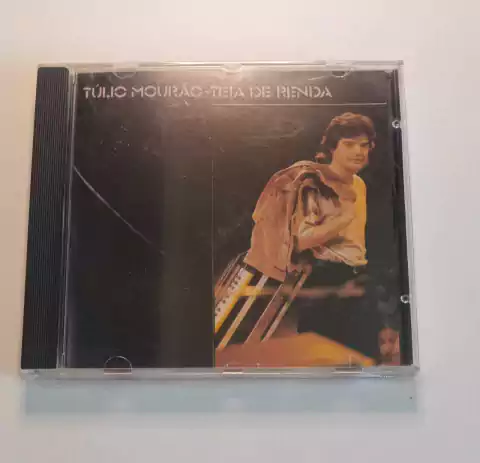 TÚLIO MOURÃO-TEIA DE RENDA